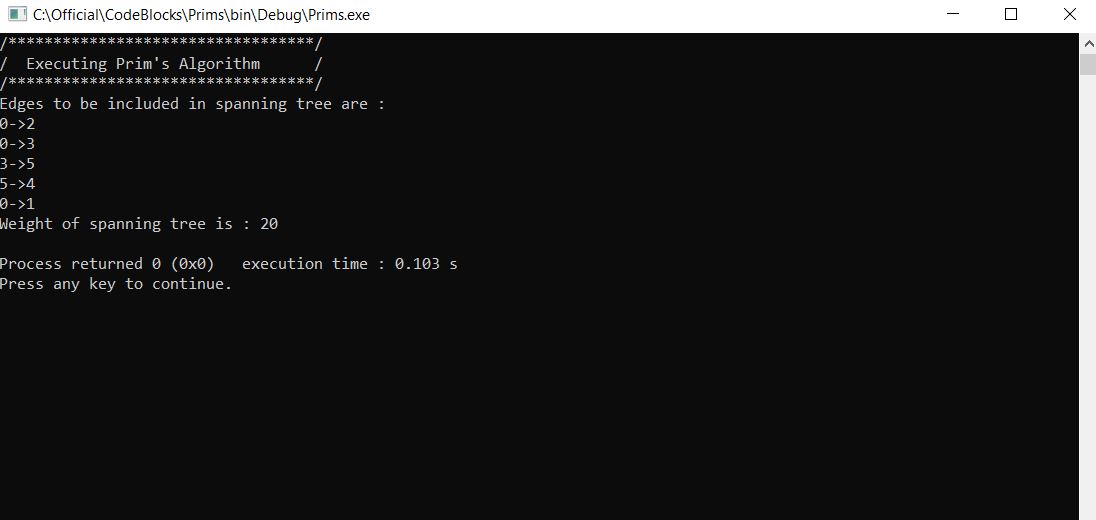 C:\Official\CodeBlocks\Prims\bin\Debug\Prims.exe
/**********************************/
/  Executing Prim's Algorithm      /
/**********************************/
Edges to be included in spanning tree are :
0->2
0->3
3->5
5->4
0->1
Weight of spanning tree is : 20
Process returned 0 (0x0)   execution time : 0.103 s
Press any key to continue.